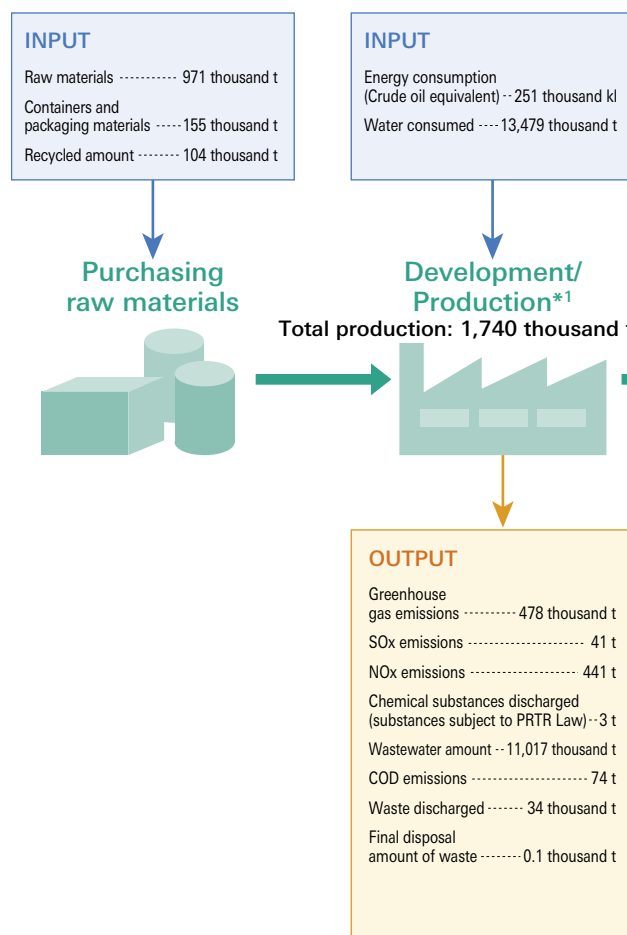 INPUT
Raw materials ----------- 971 thousand t
Containers and
packaging materials -----155 thousand t
Recycled amount -------- 104 thousand t
INPUT
Energy consumption
(Crude oil equivalent) --251 thousand kl
Water consumed ----13,479 thousand t
Purchasing
raw materials
Development/
Production*1
Total production: 1,740 thousand
OUTPUT
Greenhouse
gas emissions ---------- 478 thousand t
SOx emissions --------------------- 41 t
NOx emissions -------------------- 441 t
Chemical substances discharged
(substances subject to PRTR Law)--3 t
Wastewater amount --11,017 thousand t
COD emissions --------------------- 74 t
Waste discharged ------- 34 thousand t
Final disposal
amount of waste --------0.1 thousand t